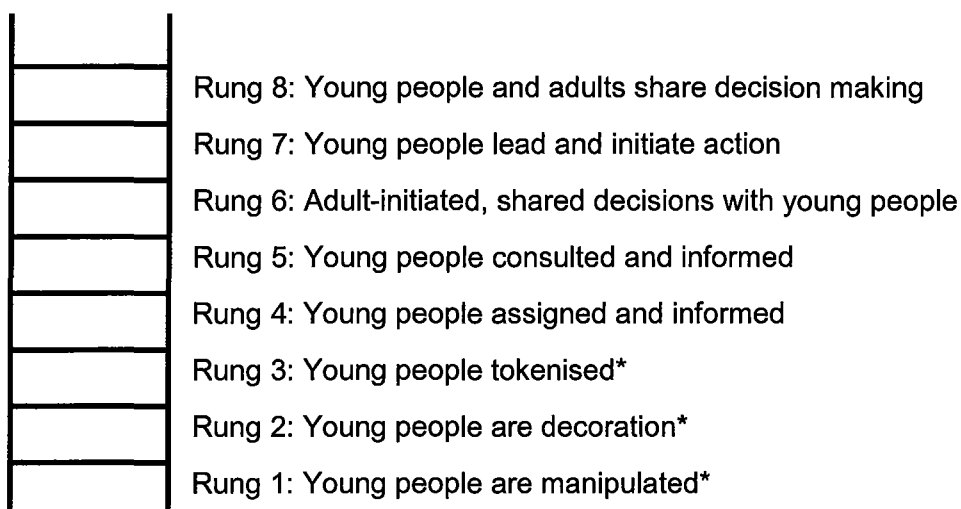 Rung 8: Young people and adults share decision making
Rung 7: Young people lead and initiate action
Rung 6: Adult-initiated, shared decisions with young people
Rung 5: Young people consulted and informed
Rung 4: Young people assigned and informed
Rung 3: Young people tokenised*
Rung 2: Young people are decoration*
Rung 1: Young people are manipulated*